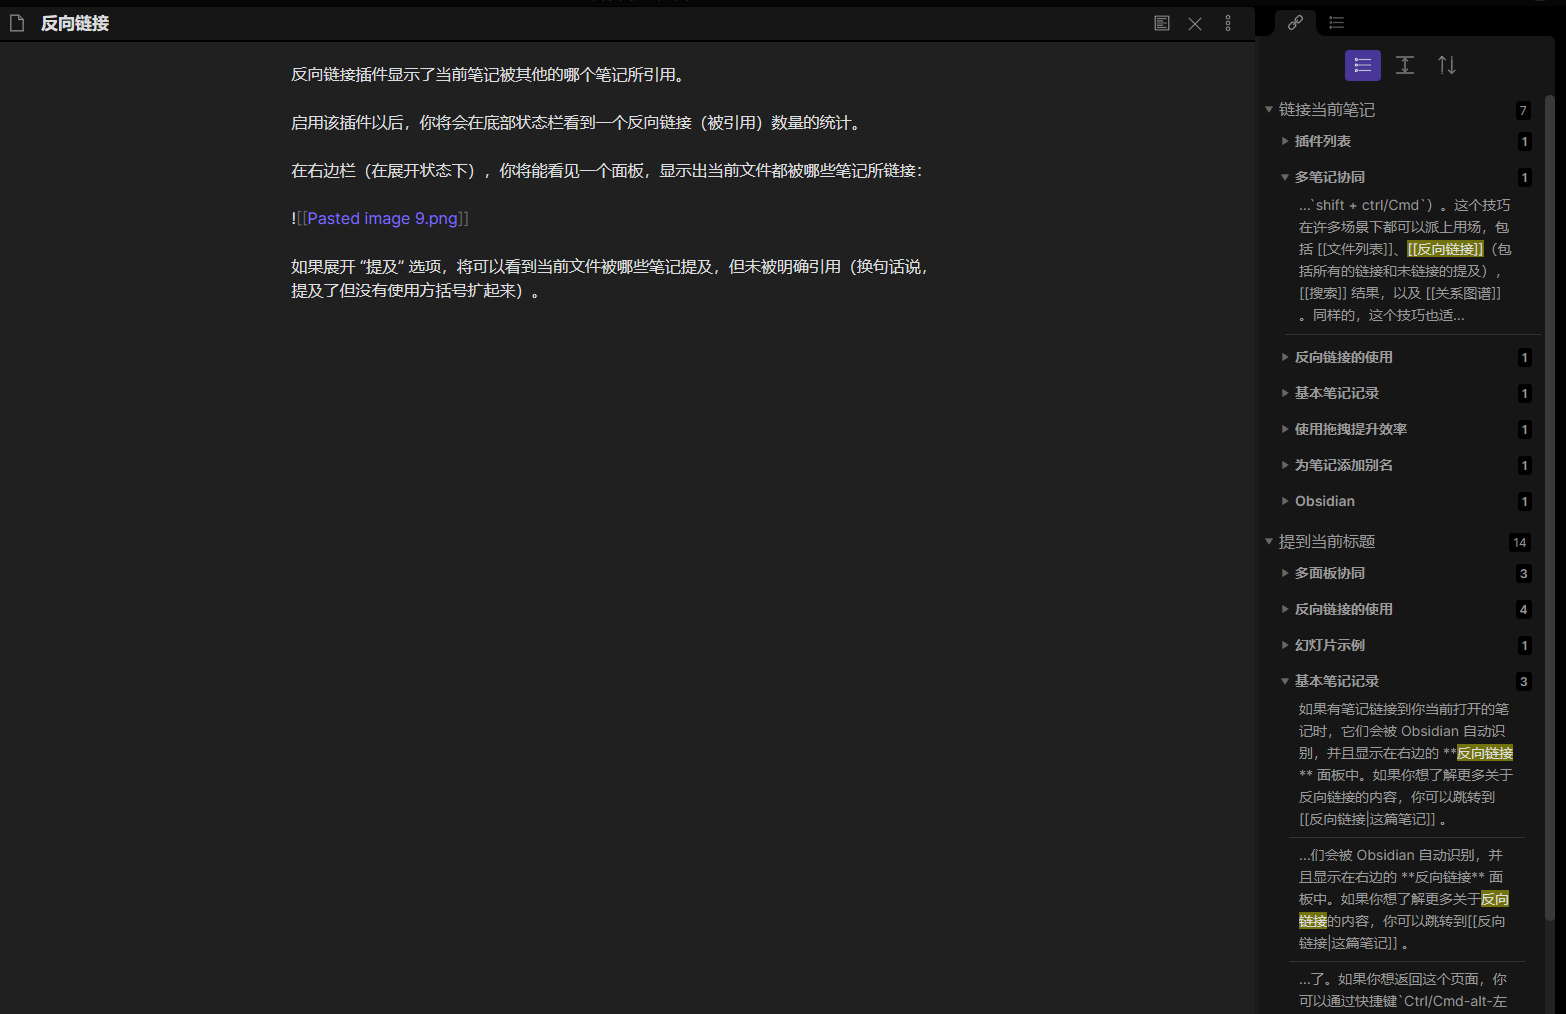 反向链接
反向链接插件显示了当前笔记被其他的哪个笔记所引用。
启用该插件以后，你将会在底部状态栏看到一个反向链接（被引用）数量的统计。
在右边栏（在展开状态下），你将能看见一个面板，显示出当前文件都被哪些笔记所链接：
![[Pasted image 9.png]]
如果展开 “提及” 选项，将可以看到当前文件被哪些笔记提及，但未被明确引用（换句话说，
提及了但没有使用方括号扩起来）。
链接当前笔记 7
插件列表 1
多笔记协同 1
...`shift + ctrl/Cmd`）。这个技巧
在许多场景下都可以派上用场，包
括 [[文件列表]]、[[反向链接]]（包
括所有的链接和未链接的提及），
[[搜索]] 结果，以及 [[关系图谱]]
。同样的，这个技巧也适...
反向链接的使用 1
基本笔记记录 1
使用拖拽提升效率 1
为笔记添加别名 1
Obsidian 1
提到当前标题 14
多面板协同 3
反向链接的使用 4
幻灯片示例 1
基本笔记记录 3
如果有笔记链接到你当前打开的笔
记时，它们会被 Obsidian 自动识
别，并且显示在右边的 **反向链接
** 面板中。如果你想了解更多关于
反向链接的内容，你可以跳转到
[[反向链接|这篇笔记]] 。
...们会被 Obsidian 自动识别，并
且显示在右边的 **反向链接** 面
板中。如果你想了解更多关于反向
链接的内容，你可以跳转到[[反向
链接|这篇笔记]] 。
...了。如果你想返回这个页面，你
可以通过快捷键`Ctrl/Cmd-alt-左